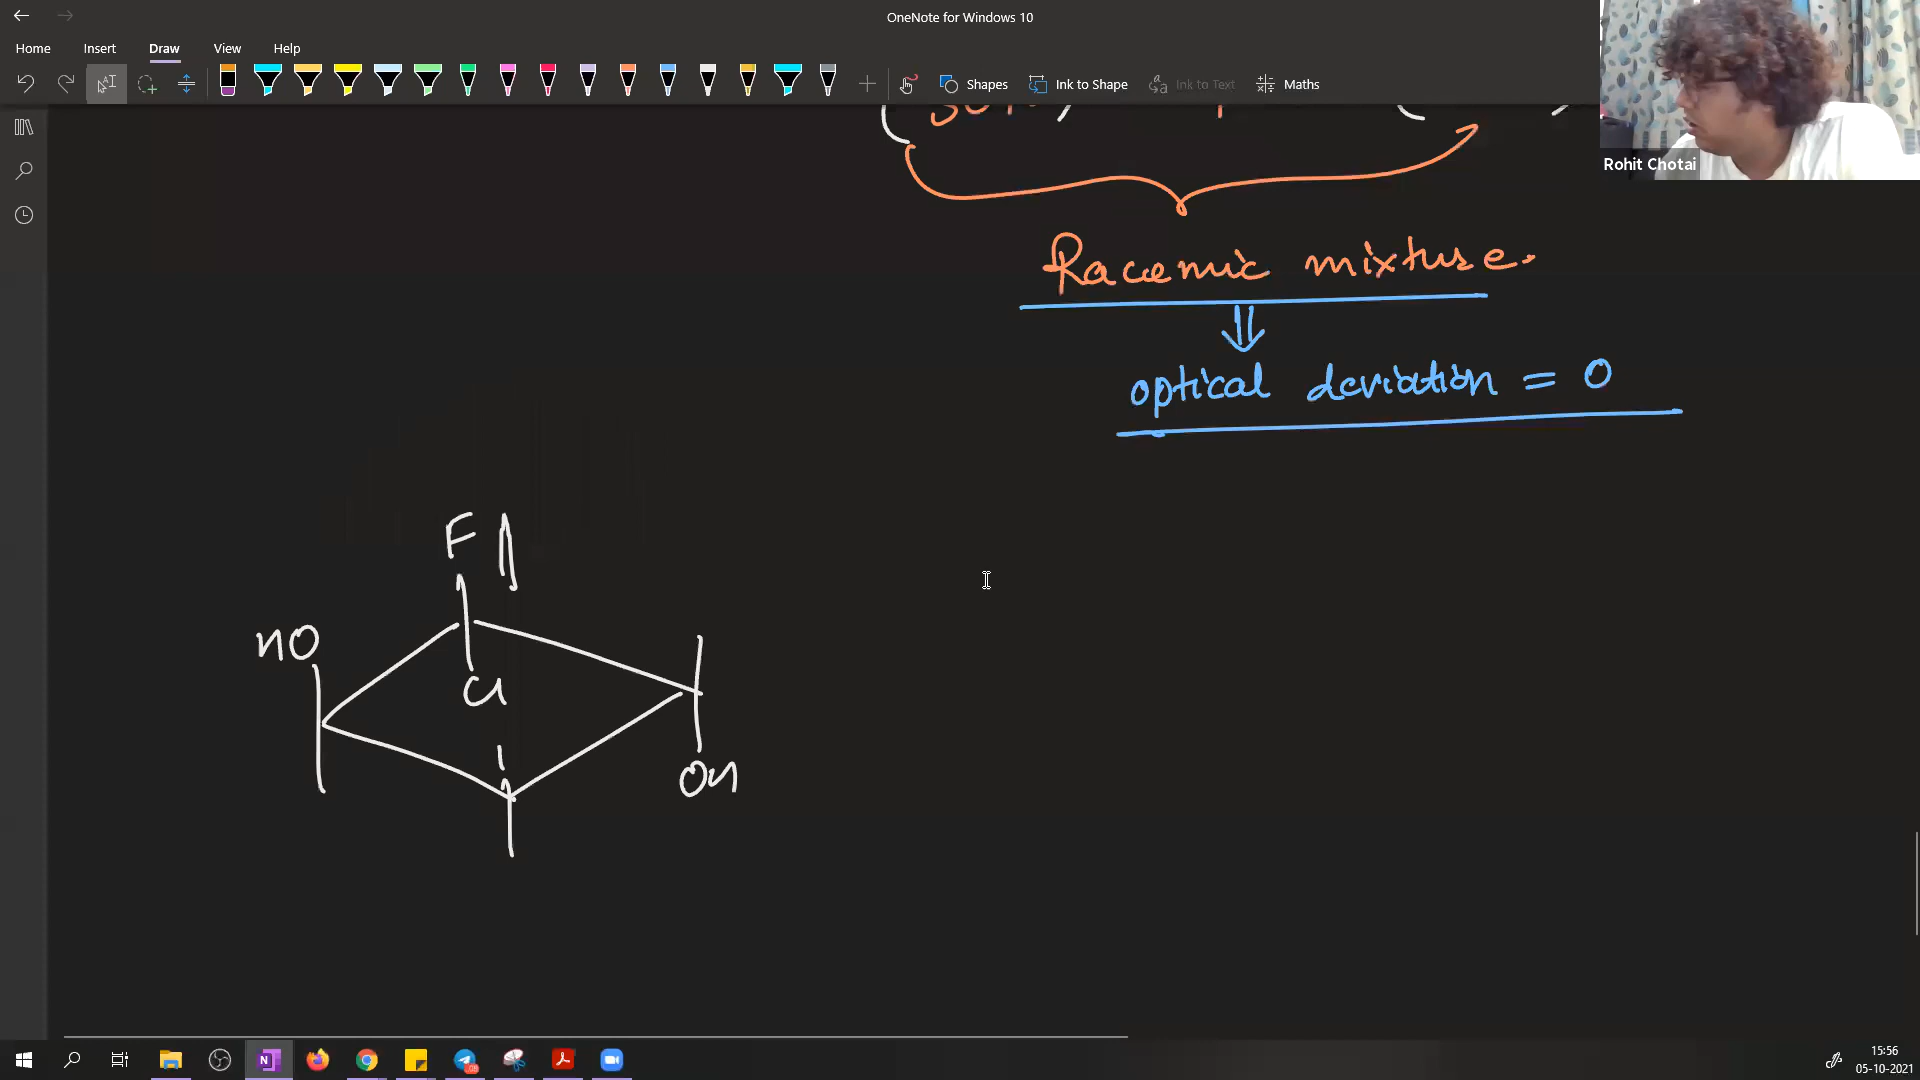 OneNote for Windows 10
Home Insert Draw View Help
Shapes Ink to Shape Ink to Text Maths
Rohit Chotai
Racemic mixture.
optical deviation = 0
F
HO
Cl
OH
15:56
05-10-2021